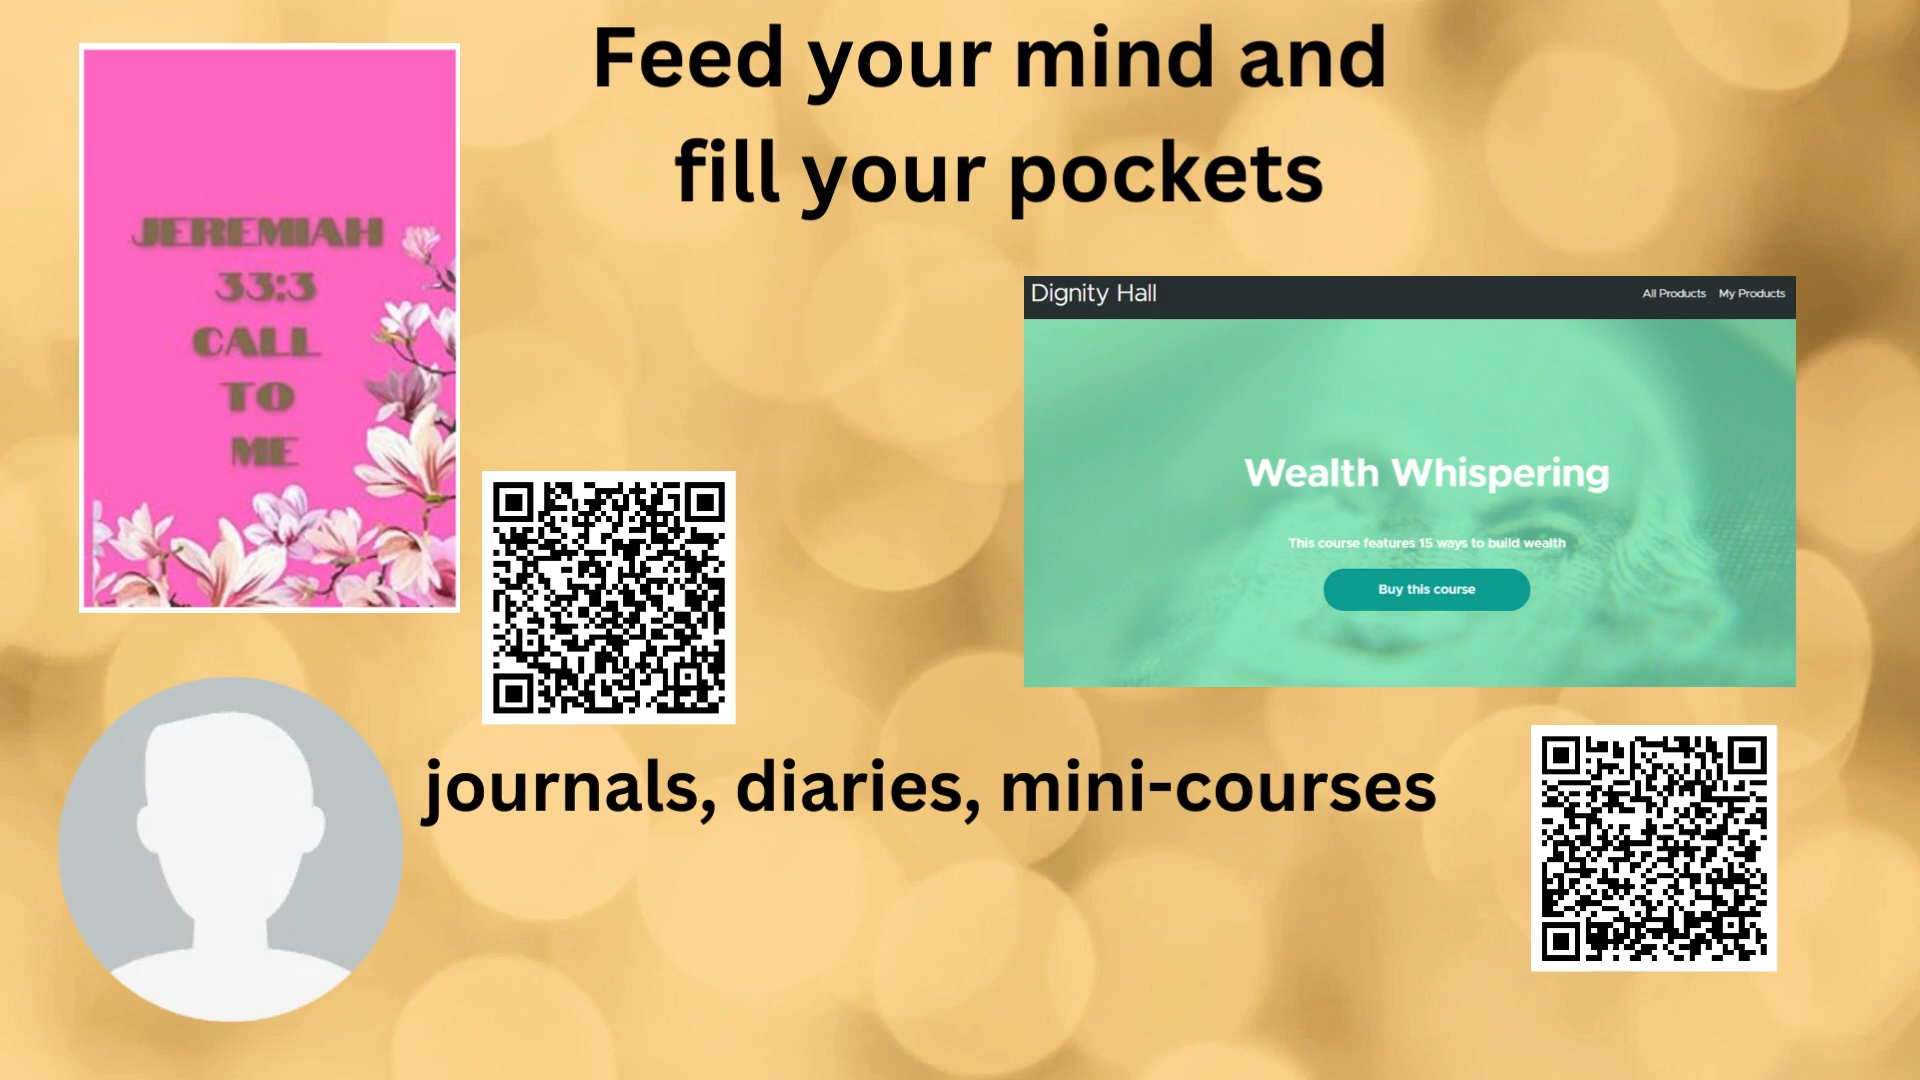 Feed your mind and
fill your pockets
JEREMIAH
33:3
CALL
TO
ME
Dignity Hall
All Products My Products
Wealth Whispering
This course features 15 ways to build wealth
Buy this course
journals, diaries, mini-courses